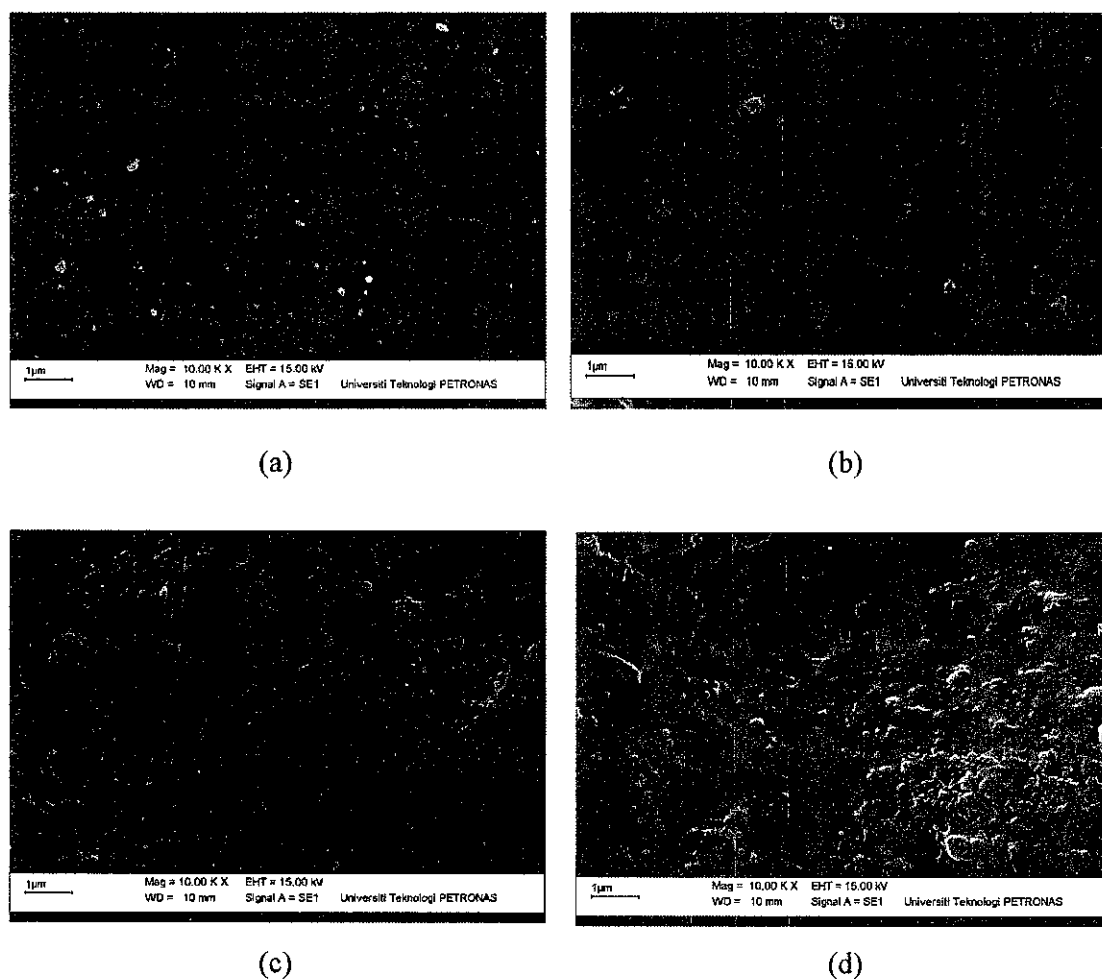 1µm
Mag = 10.00 K X EHT = 15.00 kV
WD = 10 mm Signal A = SE1 Universiti Teknologi PETRONAS
1µm
Mag = 10.00 K X EHT = 15.00 kV
WD = 10 mm Signal A = SE1 Universiti Teknologi PETRONAS
(a)
(b)
1µm
Mag = 10.00 K X EHT = 15.00 kV
WD = 10 mm Signal A = SE1 Universiti Teknologi PETRONAS
1µm
Mag = 10.00 K X EHT = 15.00 kV
WD = 10 mm Signal A = SE1 Universiti Teknologi PETRONAS
(c)
(d)